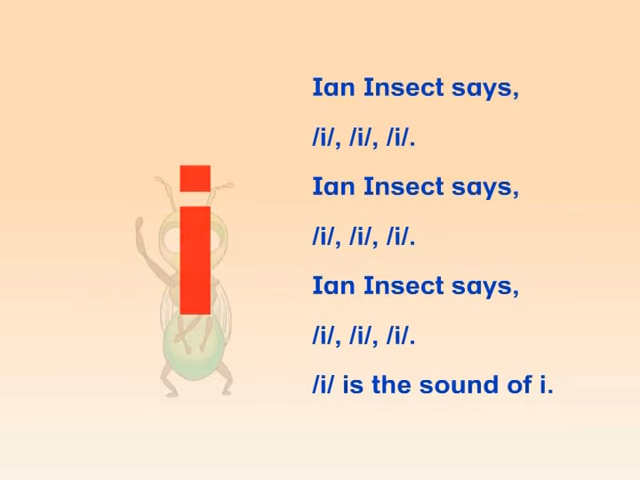 i
Ian Insect says,
/i/, /i/, /i/.
Ian Insect says,
/i/, /i/, /i/.
Ian Insect says,
/i/, /i/, /i/.
/i/ is the sound of i.